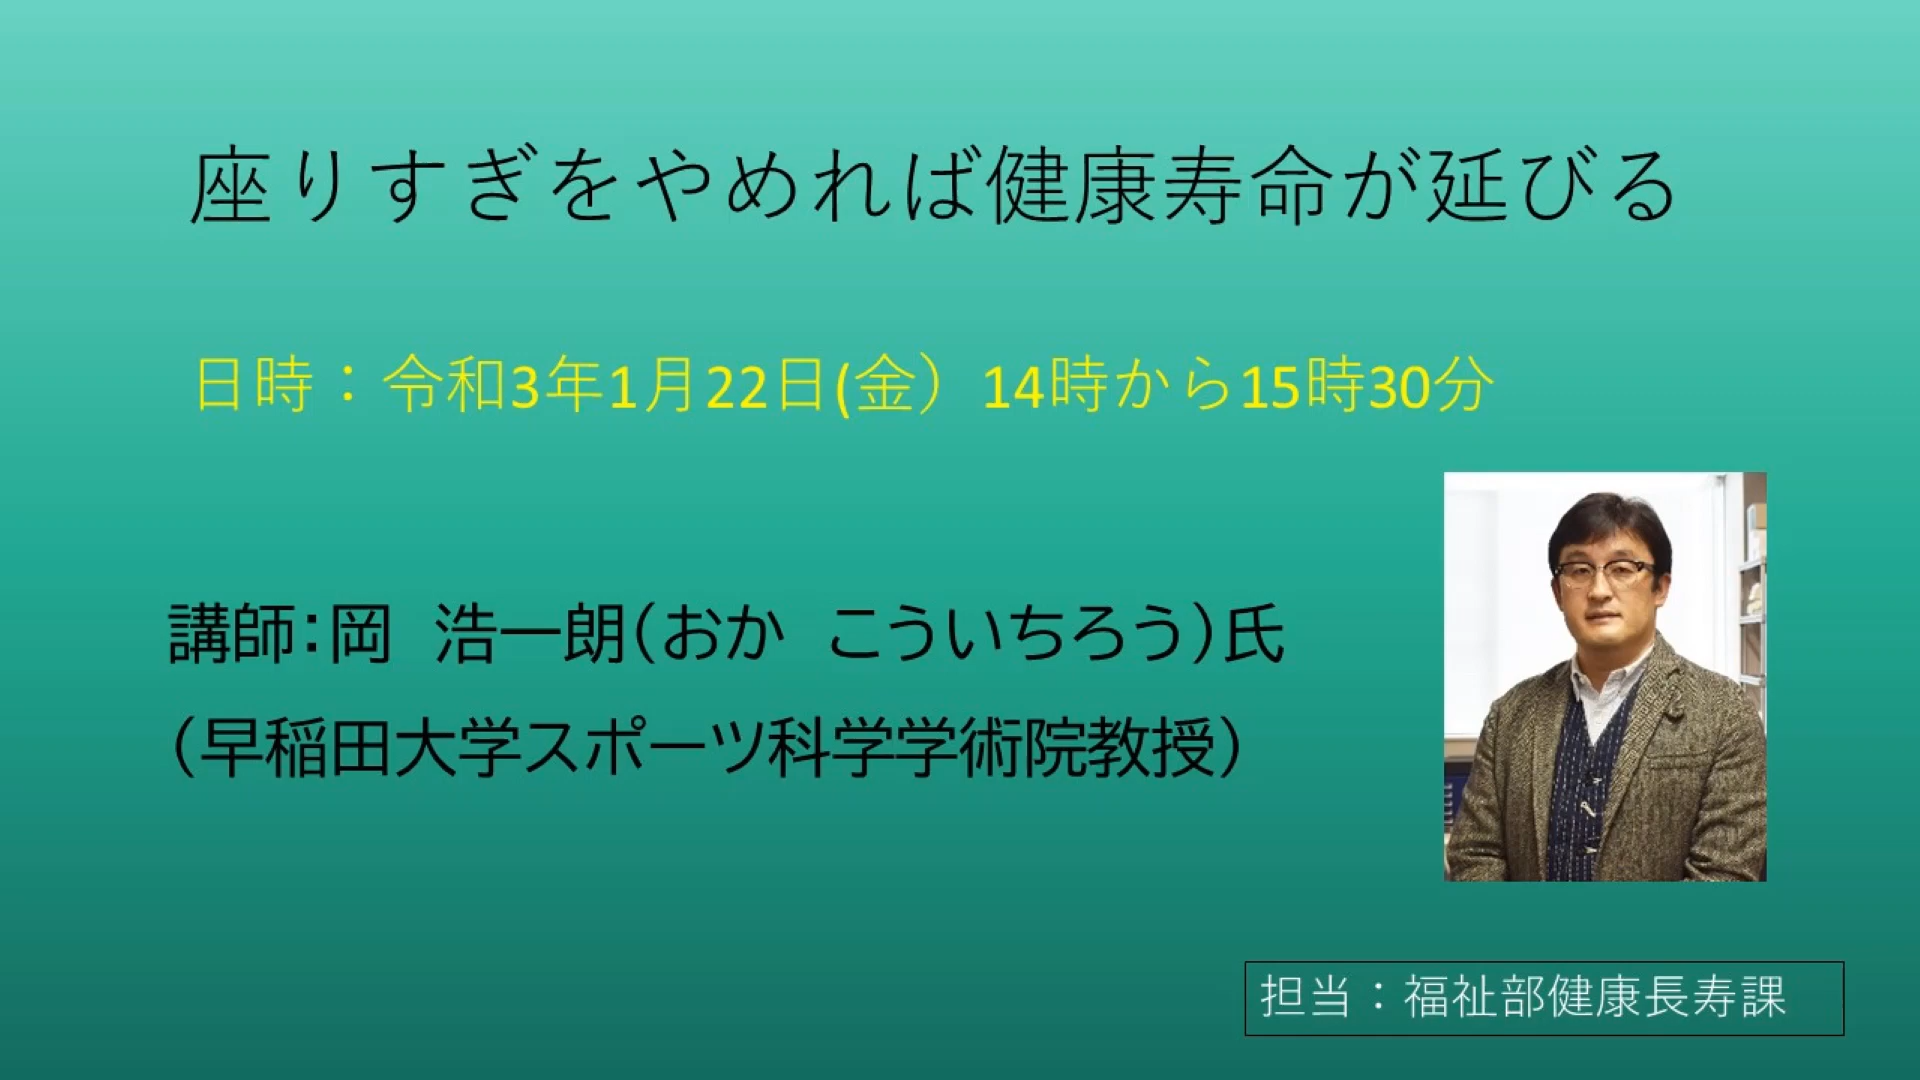 座りすぎをやめれば健康寿命が延びる
日時：令和3年1月22日(金）14時から15時30分
講師：岡　浩一朗（おか　こういちろう）氏
（早稲田大学スポーツ科学学術院教授）
担当：福祉部健康長寿課